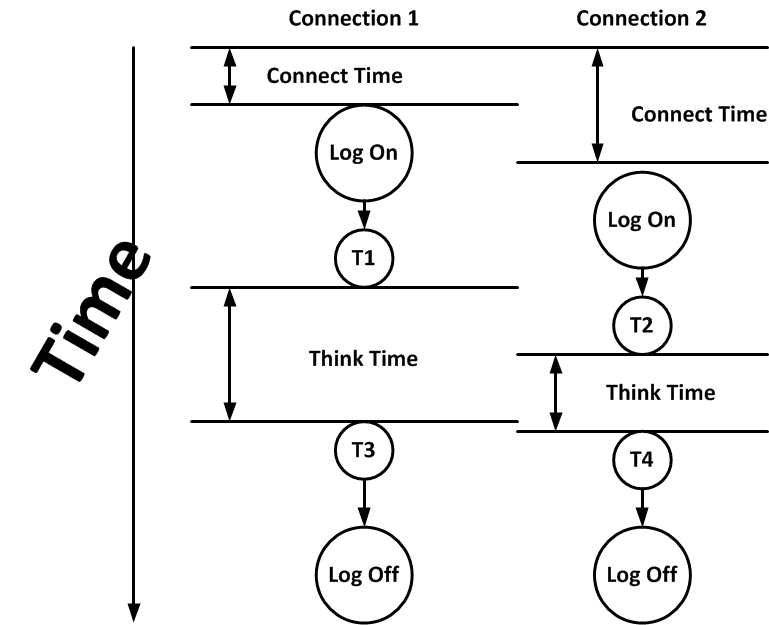 Connection 1
Connection 2
Connect Time
Connect Time
Log On
Log On
T1
Time
T2
Think Time
Think Time
T3
T4
Log Off
Log Off